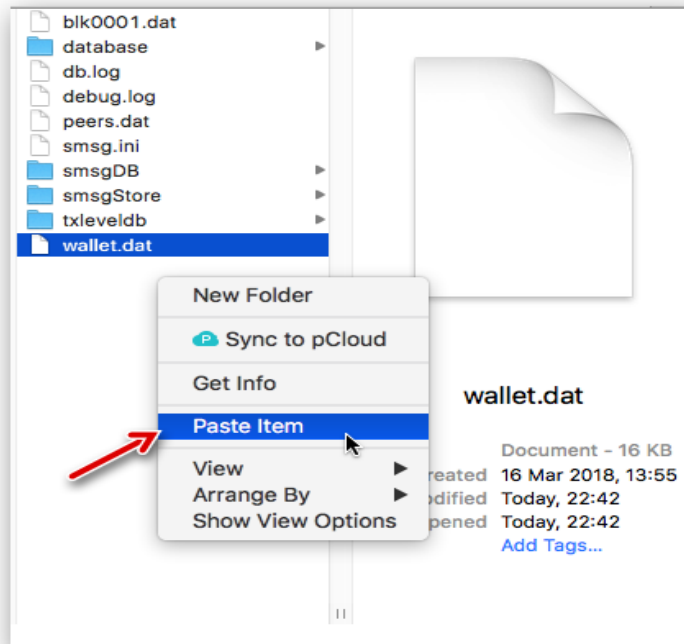 blk0001.dat
database
db.log
debug.log
peers.dat
smsg.ini
smsgDB
smsgStore
txleveldb
wallet.dat
New Folder
P Sync to pCloud
Get Info
Paste Item
View
Arrange By
Show View Options
wallet.dat
Document - 16 KB
reated 16 Mar 2018, 13:55
odified Today, 22:42
pened Today, 22:42
Add Tags...